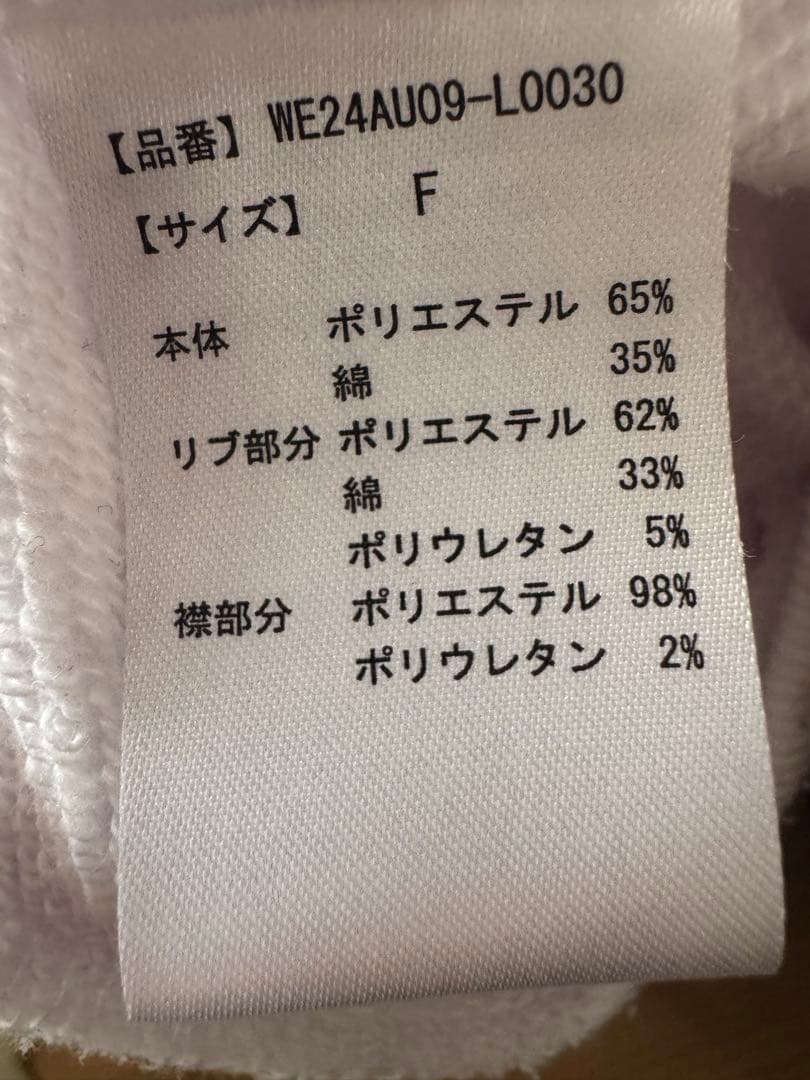 【品番】 WE24AU09-L0030
【サイズ】 F
本体 ポリエステル 65%
綿 35%
リブ部分 ポリエステル 62%
綿 33%
ポリウレタン 5%
襟部分 ポリエステル 98%
ポリウレタン 2%